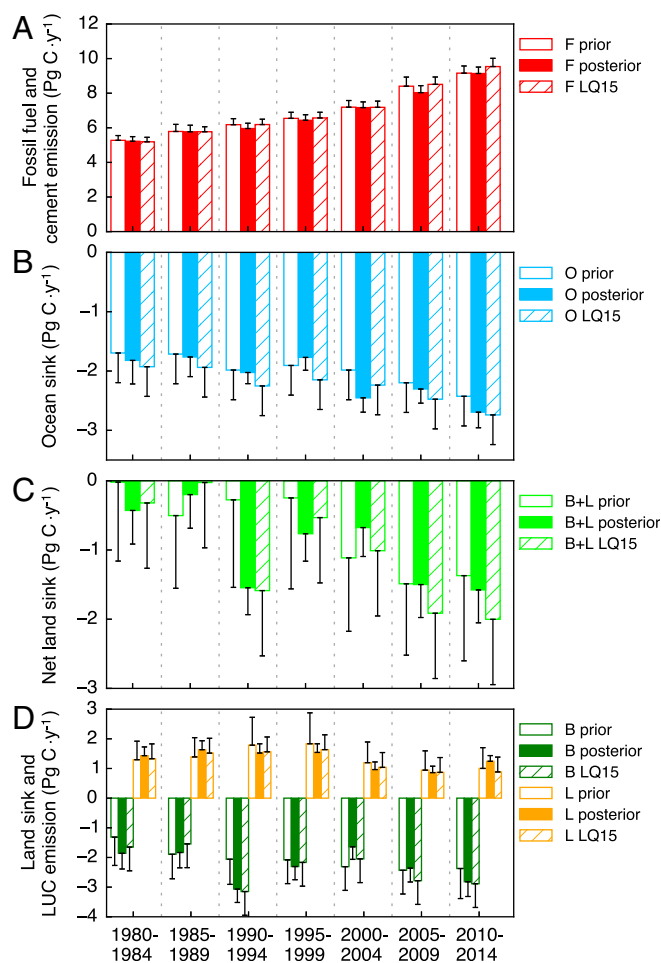 A
Fossil fuel and
cement emission (Pg C·y⁻¹)
12
10
8
6
4
2
0
F prior
F posterior
F LQ15
B
Ocean sink (Pg C·y⁻¹)
0
−1
−2
−3
O prior
O posterior
O LQ15
C
Net land sink (Pg C·y⁻¹)
0
−1
−2
−3
B+L prior
B+L posterior
B+L LQ15
D
Land sink and
LUC emission (Pg C·y⁻¹)
3
2
1
0
−1
−2
−3
−4
B prior
B posterior
B LQ15
L prior
L posterior
L LQ15
1980-
1984
1985-
1989
1990-
1994
1995-
1999
2000-
2004
2005-
2009
2010-
2014